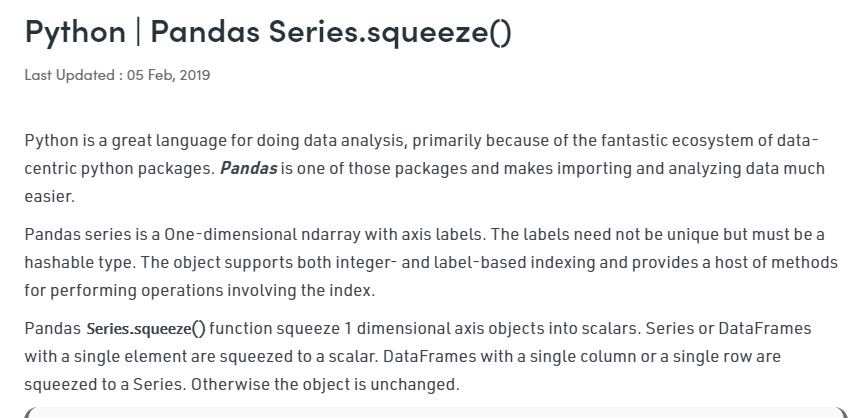 Python | Pandas Series.squeeze()
Last Updated : 05 Feb, 2019
Python is a great language for doing data analysis, primarily because of the fantastic ecosystem of data-
centric python packages. Pandas is one of those packages and makes importing and analyzing data much
easier.
Pandas series is a One-dimensional ndarray with axis labels. The labels need not be unique but must be a
hashable type. The object supports both integer- and label-based indexing and provides a host of methods
for performing operations involving the index.
Pandas Series.squeeze() function squeeze 1 dimensional axis objects into scalars. Series or DataFrames
with a single element are squeezed to a scalar. DataFrames with a single column or a single row are
squeezed to a Series. Otherwise the object is unchanged.